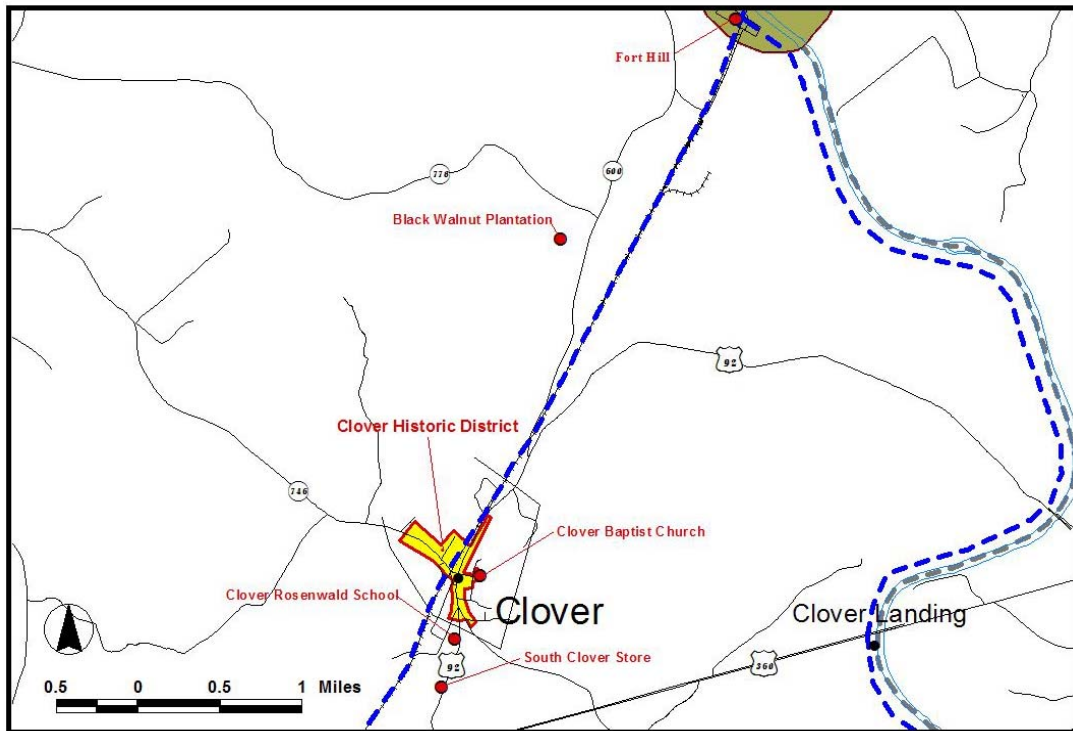 Fort Hill
770
600
Black Walnut Plantation
92
Clover Historic District
746
Clover Baptist Church
Clover Rosenwald School
Clover
Clover Landing
South Clover Store
92
360
0.5 0 0.5 1 Miles